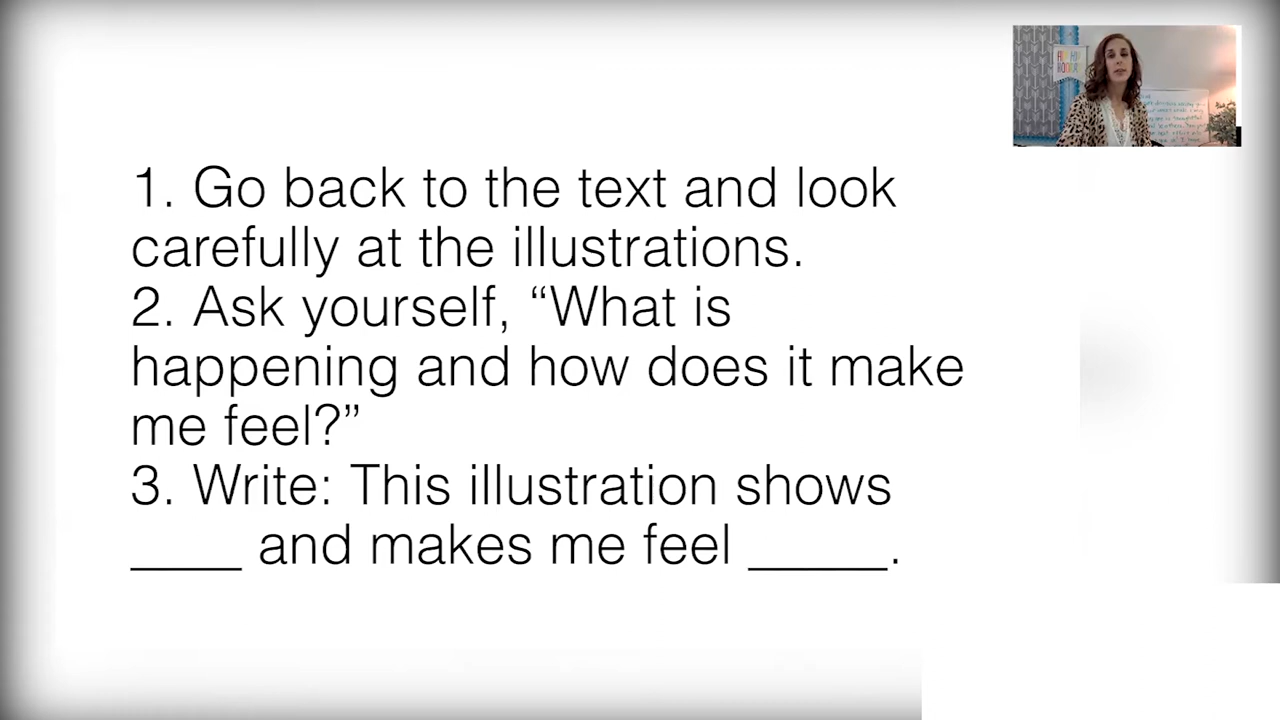 1. Go back to the text and look
carefully at the illustrations.
2. Ask yourself, “What is
happening and how does it make
me feel?”
3. Write: This illustration shows
____ and makes me feel _____.